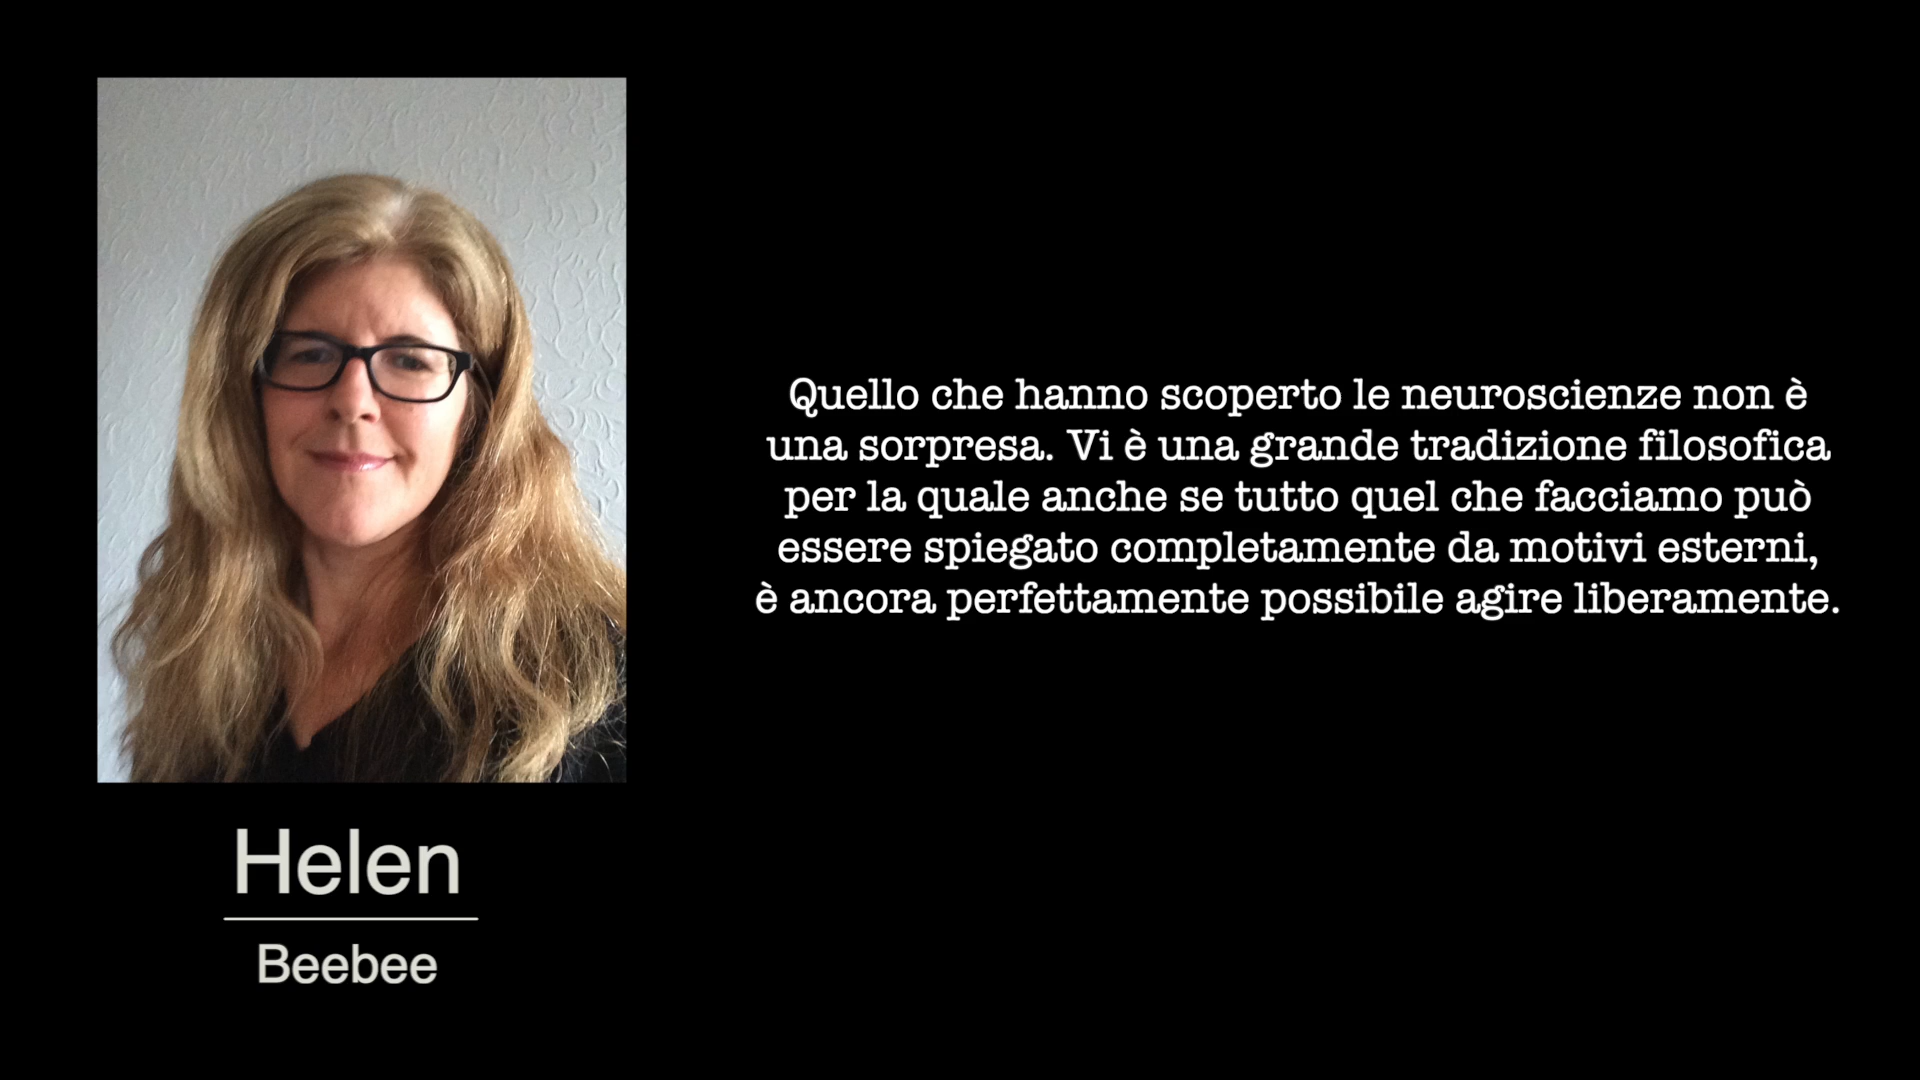 Quello che hanno scoperto le neuroscienze non è
una sorpresa. Vi è una grande tradizione filosofica
per la quale anche se tutto quel che facciamo può
essere spiegato completamente da motivi esterni,
è ancora perfettamente possibile agire liberamente.
Helen
Beebee